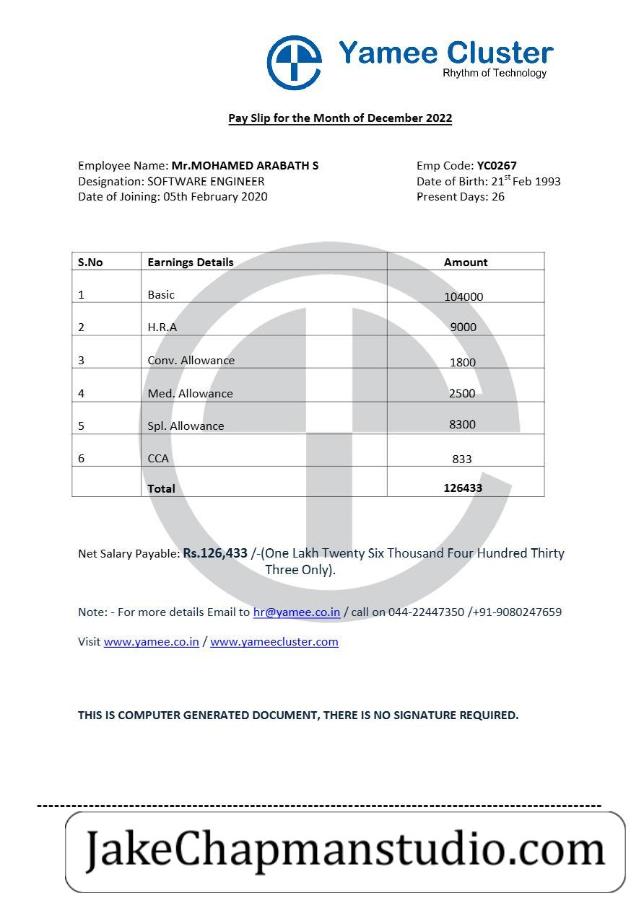 Yamee Cluster
Rhythm of Technology
Pay Slip for the Month of December 2022
Employee Name: Mr.MOHAMED ARABATH S Emp Code: YC0267
Designation: SOFTWARE ENGINEER Date of Birth: 21st Feb 1993
Date of Joining: 05th February 2020 Present Days: 26
S.No Earnings Details Amount
1 Basic 104000
2 H.R.A 9000
3 Conv. Allowance 1800
4 Med. Allowance 2500
5 Spl. Allowance 8300
6 CCA 833
Total 126433
Net Salary Payable: Rs.126,433 /-(One Lakh Twenty Six Thousand Four Hundred Thirty
Three Only).
Note: - For more details Email to hr@yamee.co.in / call on 044-22447350 /+91-9080247659
Visit www.yamee.co.in / www.yameecluster.com
THIS IS COMPUTER GENERATED DOCUMENT, THERE IS NO SIGNATURE REQUIRED.
JakeChapmanstudio.com